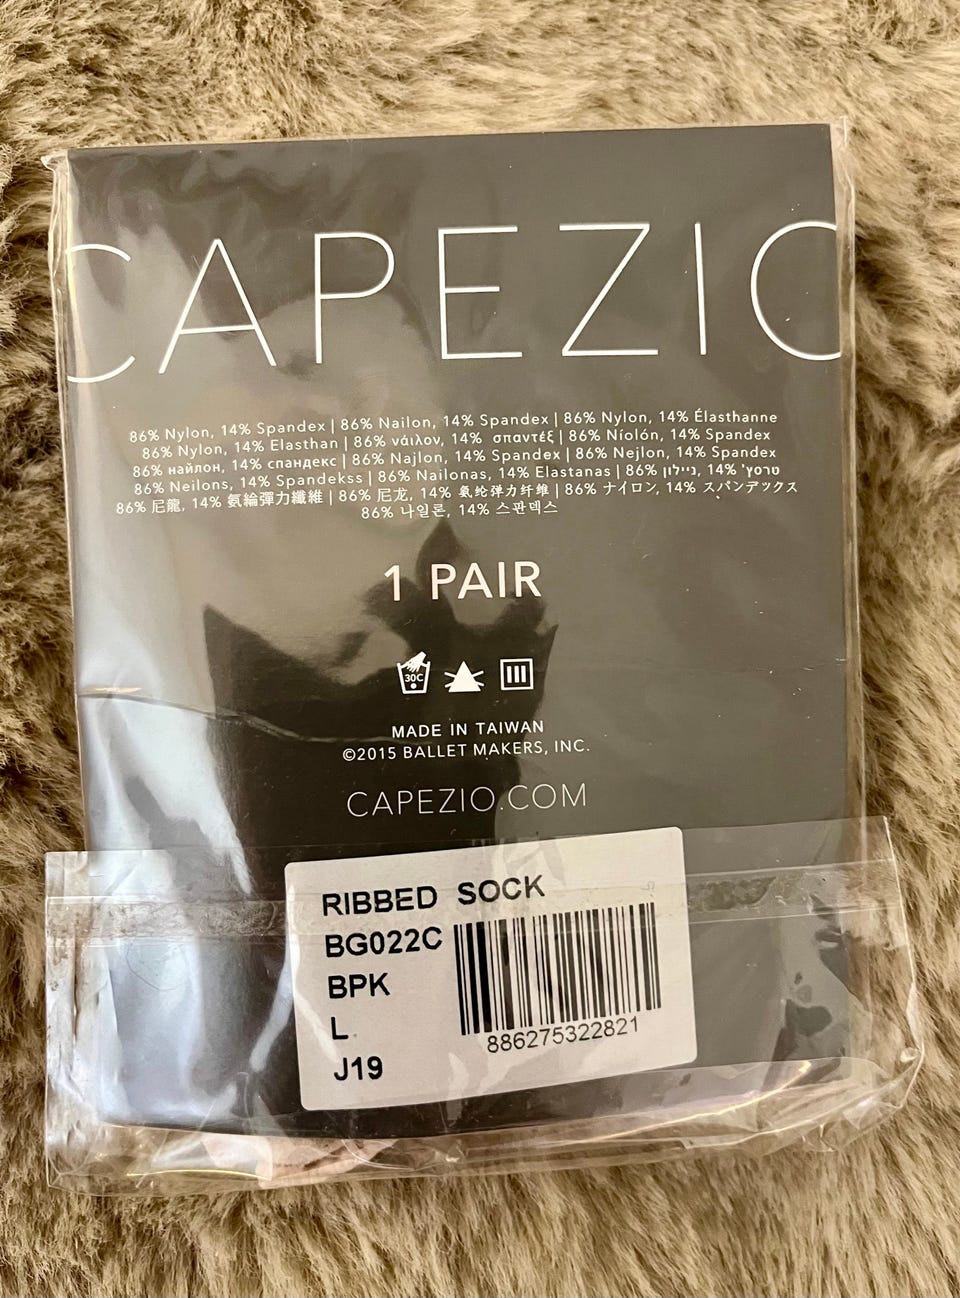 CAPEZIO
86% Nylon, 14% Spandex | 86% Nailon, 14% Spandex | 86% Nylon, 14% Élasthanne
86% Nylon, 14% Elasthan | 86% νάιλον, 14% σπαντέξ | 86% Níolón, 14% Spandex
86% найлон, 14% спандекс | 86% Najlon, 14% Spandex | 86% Nejlon, 14% Spandex
86% Neilons, 14% Spandekss | 86% Nailonas, 14% Elastanas | 86% ניילון, 14% טרסץ'
86% 尼龍, 14% 氨綸彈力纖維 | 86% 尼龙, 14% 氨纶弹力纤维 | 86% ナイロン, 14% スパンデックス
86% 나일론, 14% 스판덱스
1 PAIR
30C
MADE IN TAIWAN
©2015 BALLET MAKERS, INC.
CAPEZIO.COM
RIBBED SOCK
BG022C
BPK
L
J19
886275322821